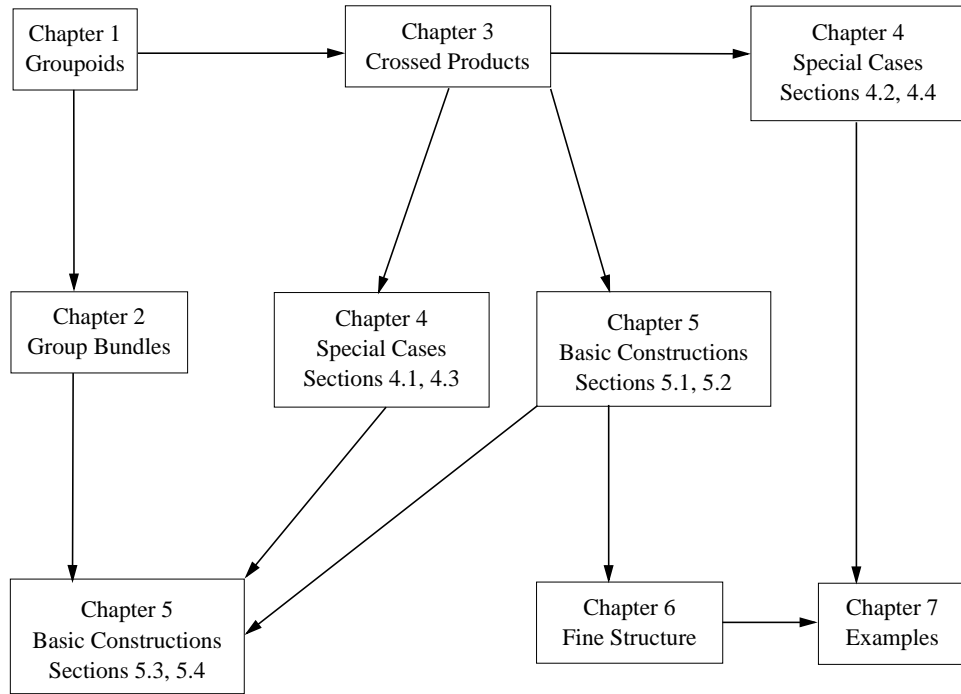 Chapter 1
Groupoids
Chapter 3
Crossed Products
Chapter 4
Special Cases
Sections 4.2, 4.4
Chapter 2
Group Bundles
Chapter 4
Special Cases
Sections 4.1, 4.3
Chapter 5
Basic Constructions
Sections 5.1, 5.2
Chapter 5
Basic Constructions
Sections 5.3, 5.4
Chapter 6
Fine Structure
Chapter 7
Examples